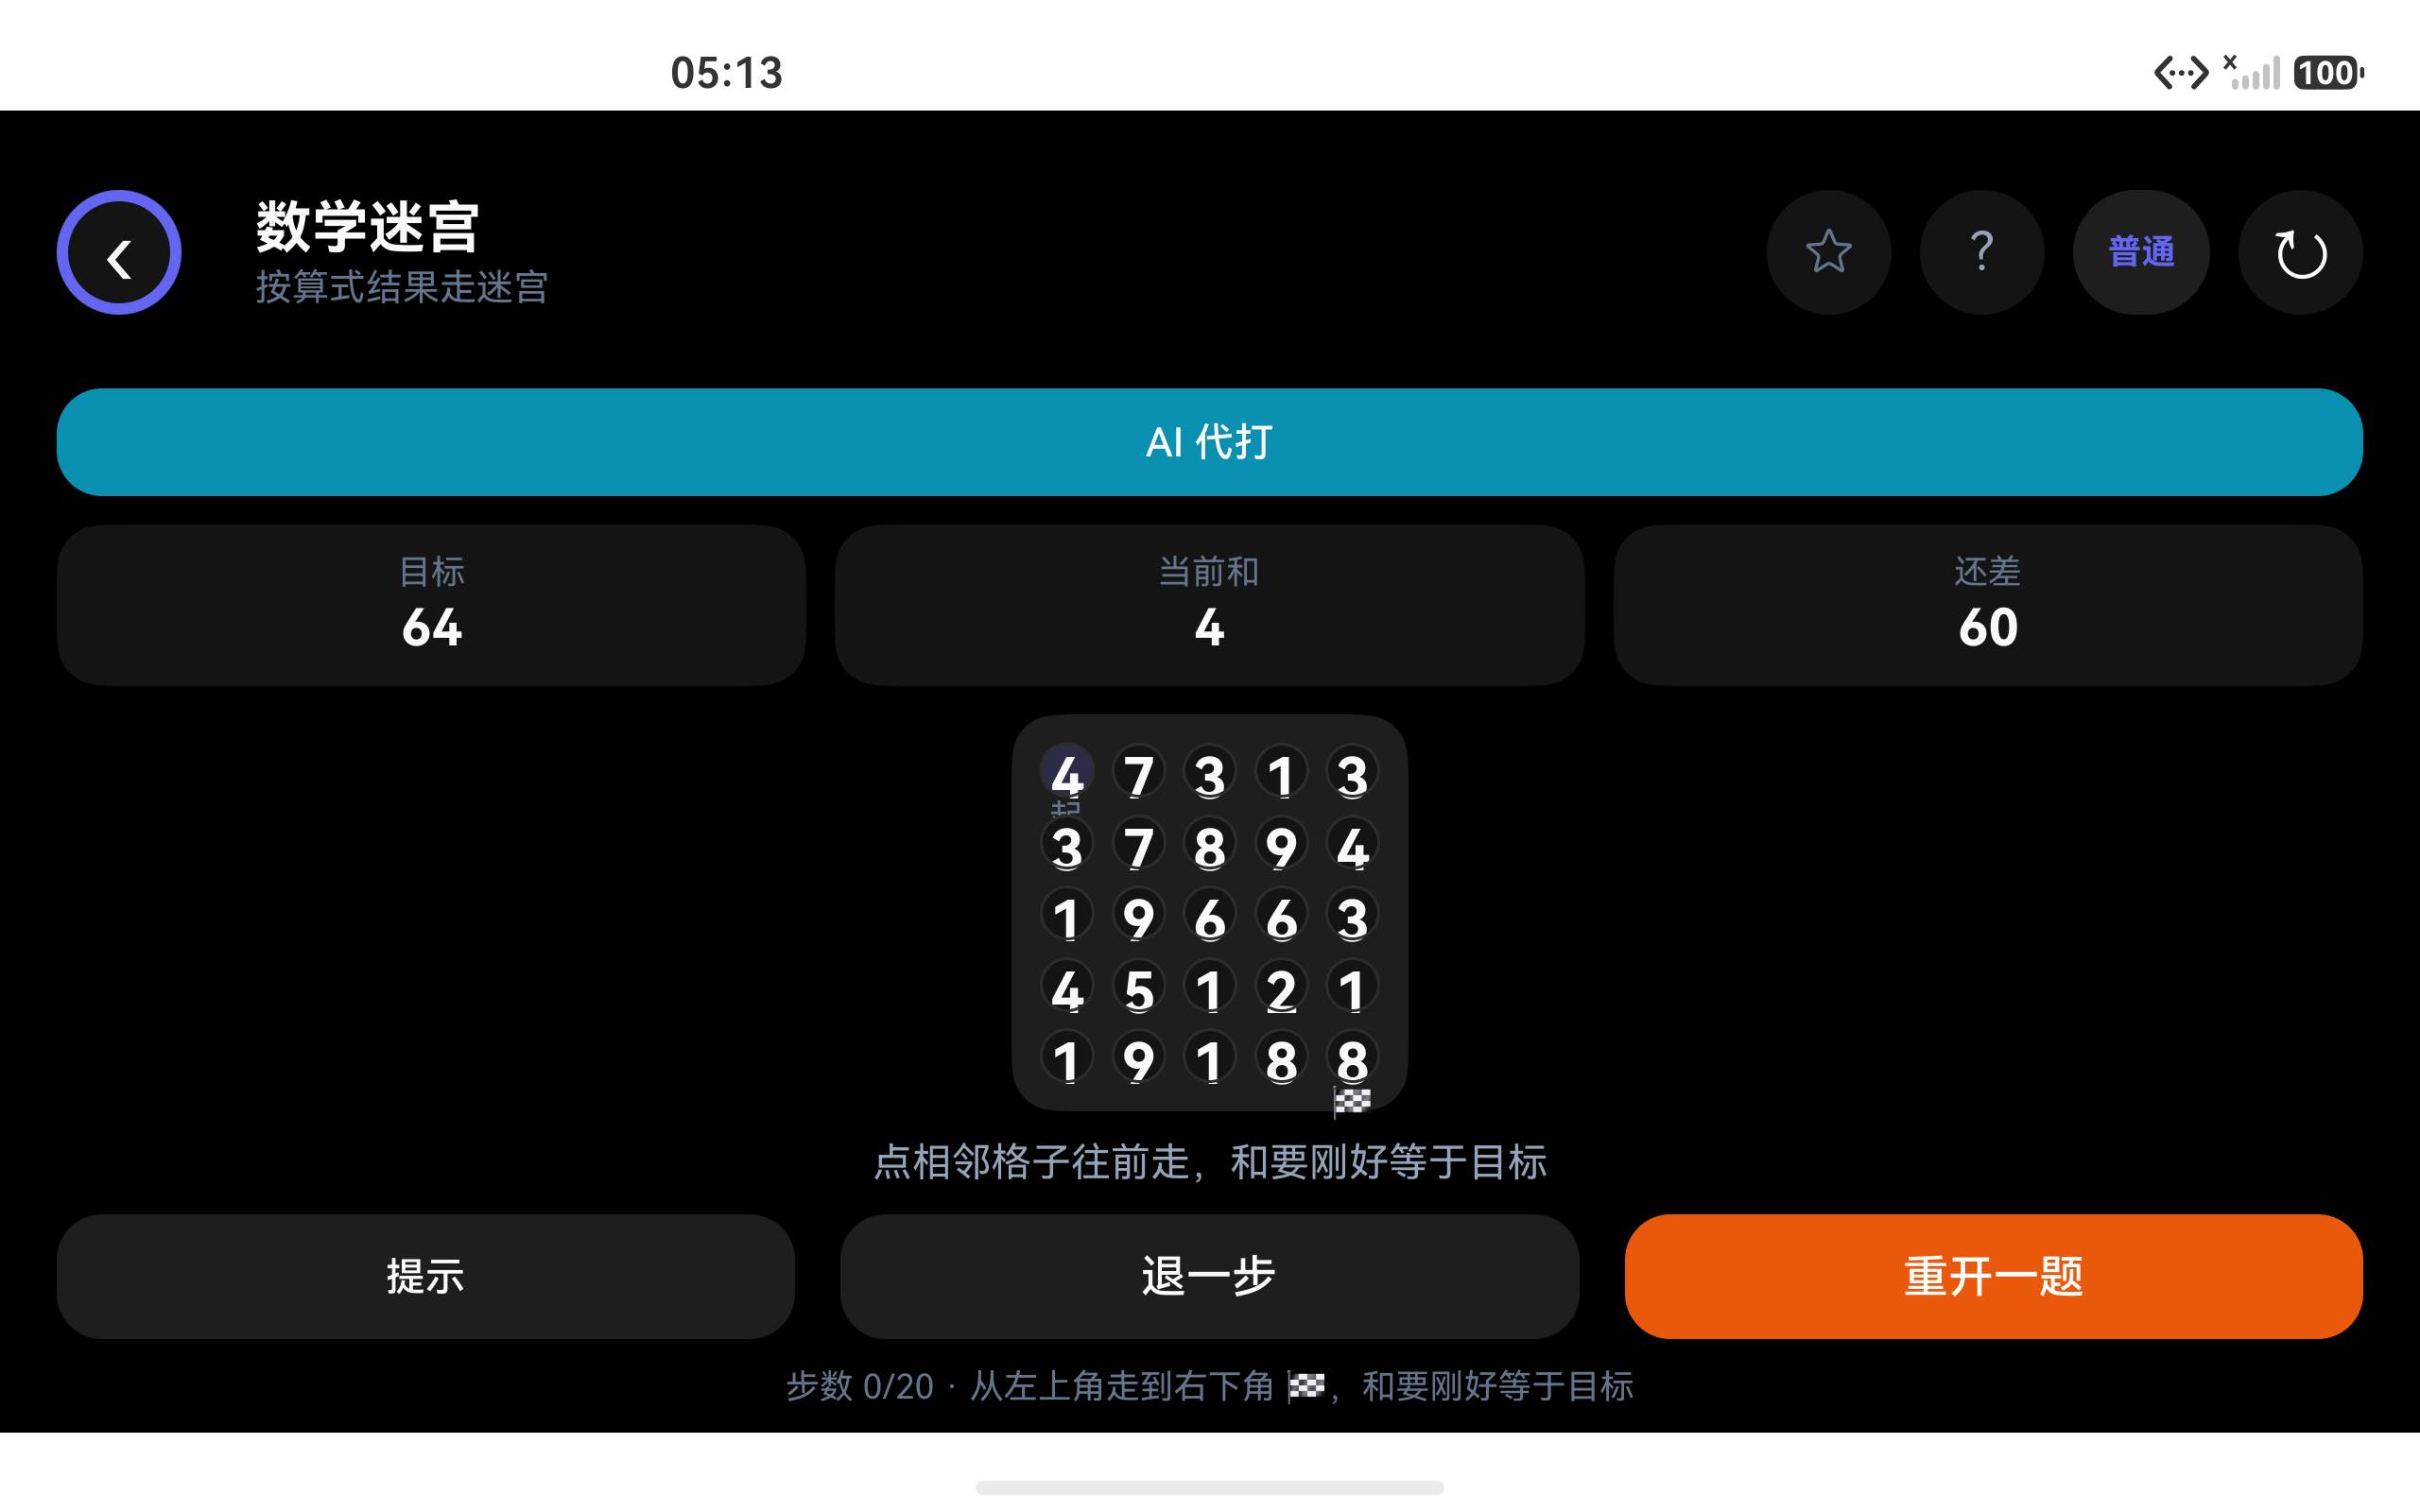 05:13
100
数学迷宫
按算式结果走迷宫
?
普通
AI 代打
目标
64
当前和
4
还差
60
4 7 3 1 3
起
3 7 8 9 4
1 9 6 6 3
4 5 1 2 1
1 9 1 8 8
点相邻格子往前走，和要刚好等于目标
提示
退一步
重开一题
步数 0/20 · 从左上角走到右下角 🏁，和要刚好等于目标